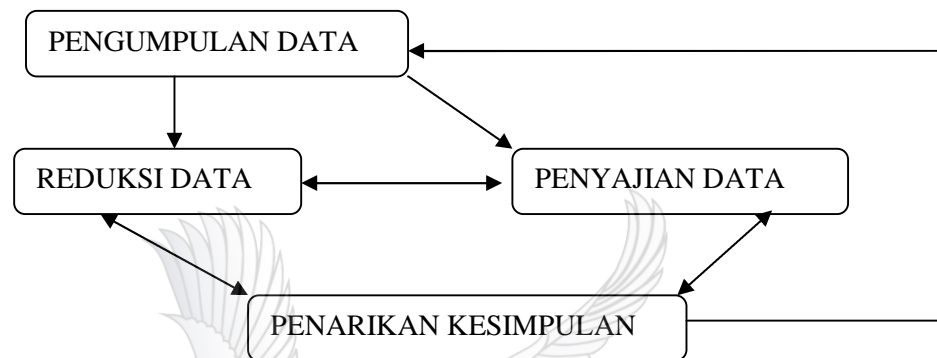 PENGUMPULAN DATA
REDUKSI DATA
PENYAJIAN DATA
PENARIKAN KESIMPULAN